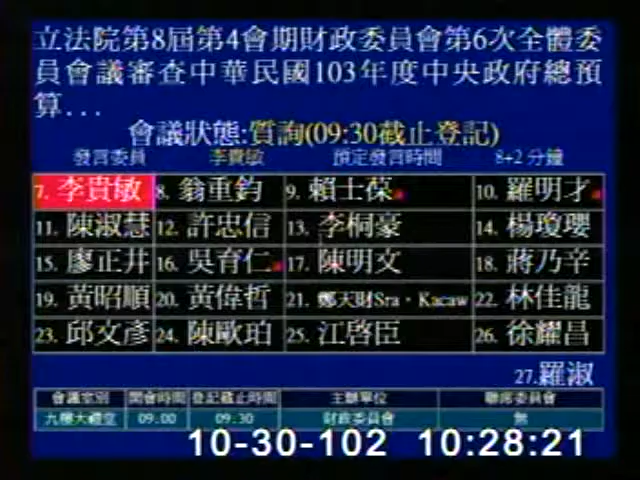 立法院第8屆第4會期財政委員會第6次全體委
員會議審查中華民國103年度中央政府總預
算...
會議狀態:質詢(09:30截止登記)
發言委員 李貴敏 預定發言時間 8+2 分鐘
7. 李貴敏 8. 翁重鈞 9. 賴士葆 10. 羅明才
11. 陳淑慧 12. 許忠信 13. 李桐豪 14. 楊瓊瓔
15. 廖正井 16. 吳育仁 17. 陳明文 18. 蔣乃辛
19. 黃昭順 20. 黃偉哲 21. 鄭天財Sra・Kacaw 22. 林佳龍
23. 邱文彥 24. 陳歐珀 25. 江啓臣 26. 徐耀昌
27.羅淑
會議室別 開會時間 登記截止時間 主辦單位 聯席委員會
九樓大禮堂 09:00 09:30 財政委員會 無
10-30-102 10:28:21